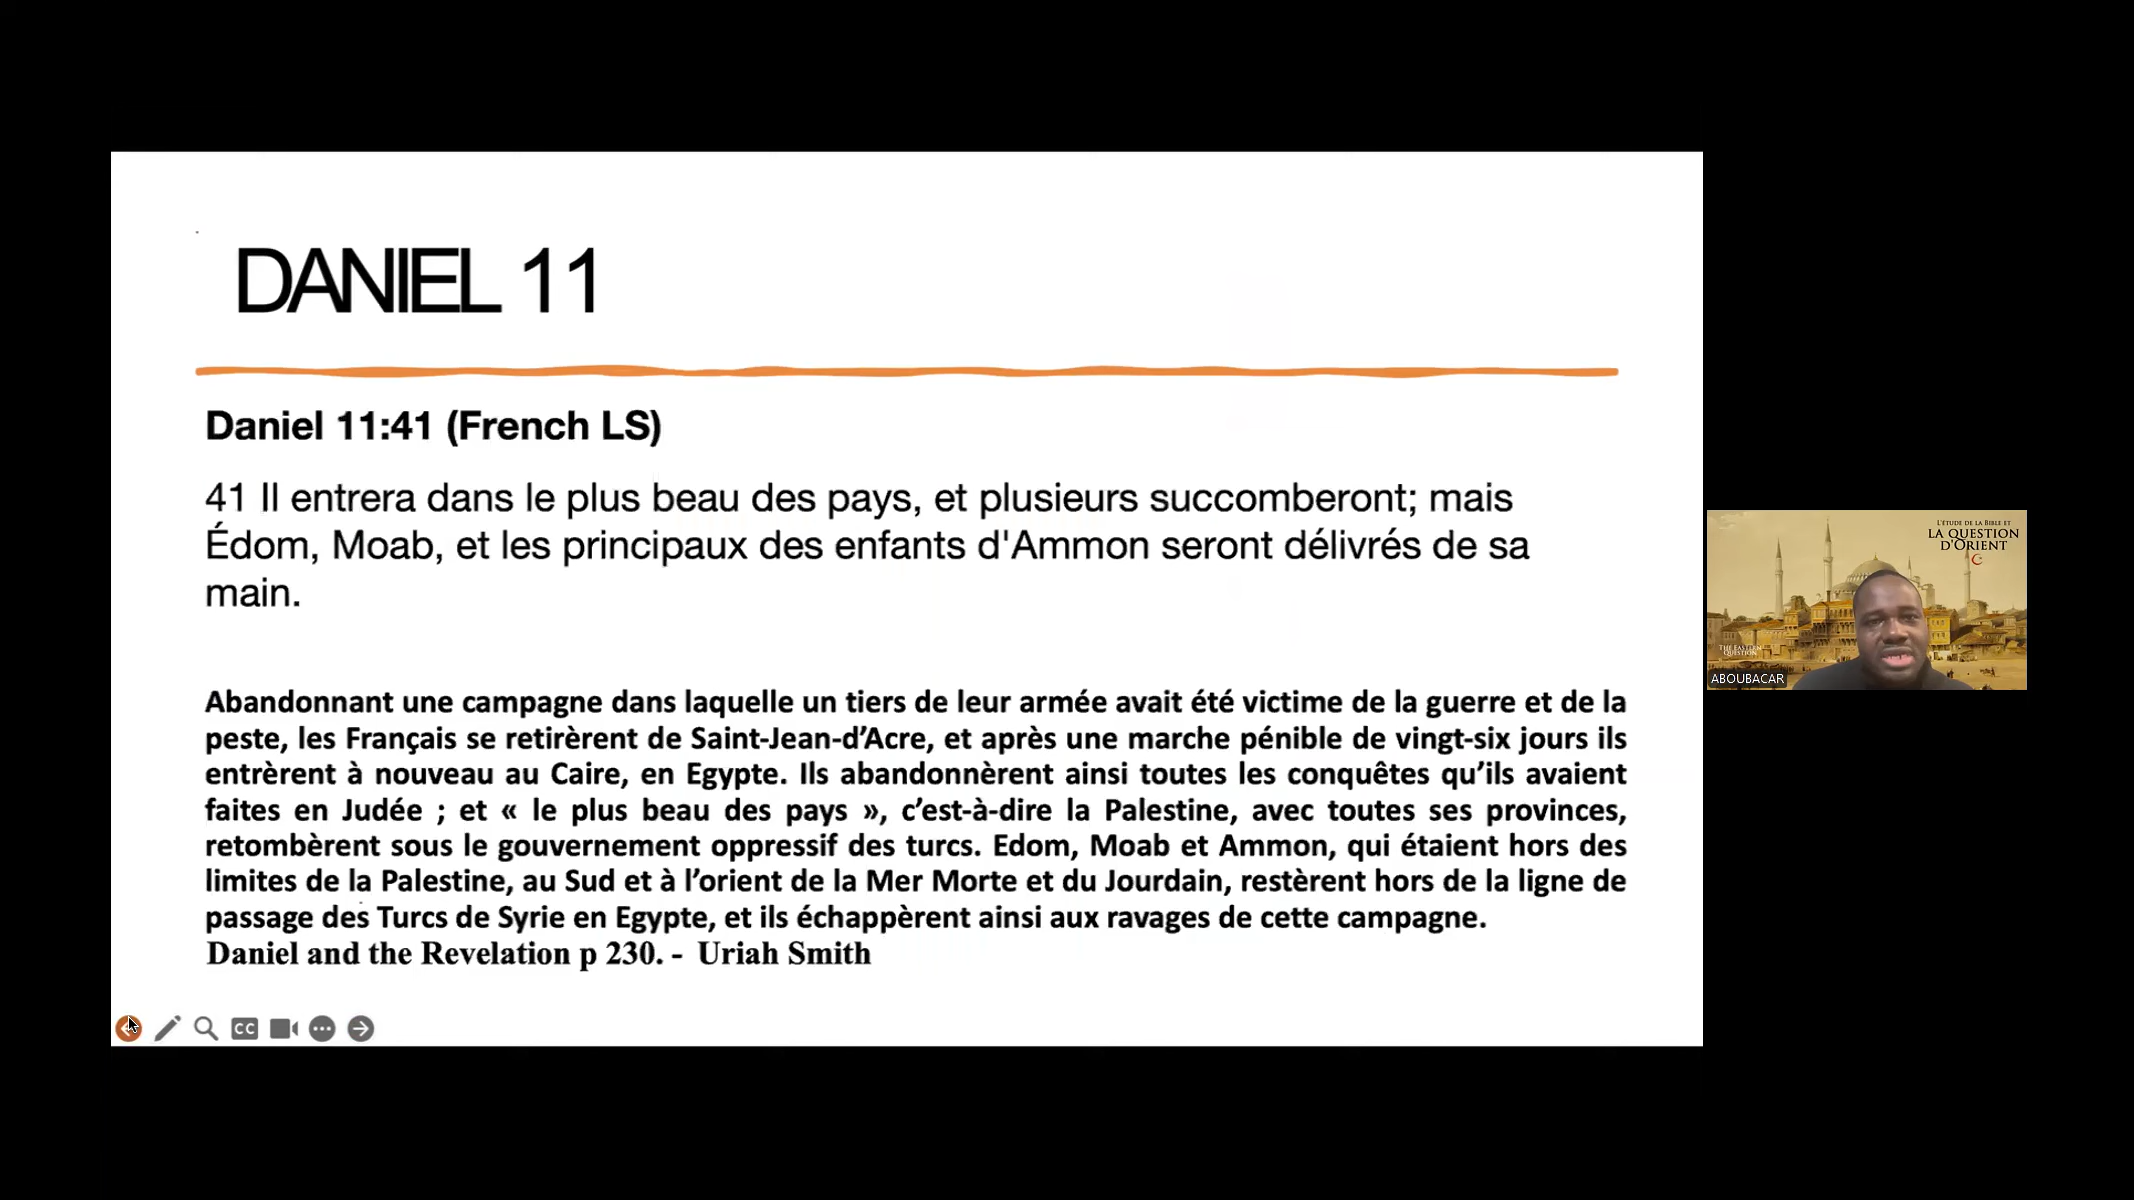 DANIEL 11
Daniel 11:41 (French LS)
41 Il entrera dans le plus beau des pays, et plusieurs succomberont; mais
Édom, Moab, et les principaux des enfants d'Ammon seront délivrés de sa
main.
Abandonnant une campagne dans laquelle un tiers de leur armée avait été victime de la guerre et de la
peste, les Français se retirèrent de Saint-Jean-d’Acre, et après une marche pénible de vingt-six jours ils
entrèrent à nouveau au Caire, en Egypte. Ils abandonnèrent ainsi toutes les conquêtes qu’ils avaient
faites en Judée ; et « le plus beau des pays », c’est-à-dire la Palestine, avec toutes ses provinces,
retombèrent sous le gouvernement oppressif des turcs. Edom, Moab et Ammon, qui étaient hors des
limites de la Palestine, au Sud et à l’orient de la Mer Morte et du Jourdain, restèrent hors de la ligne de
passage des Turcs de Syrie en Egypte, et ils échappèrent ainsi aux ravages de cette campagne.
Daniel and the Revelation p 230. - Uriah Smith
CC
L'ÉTUDE DE LA BIBLE ET
LA QUESTION
D'ORIENT
THE EASTERN
QUESTION
ABOUBACAR